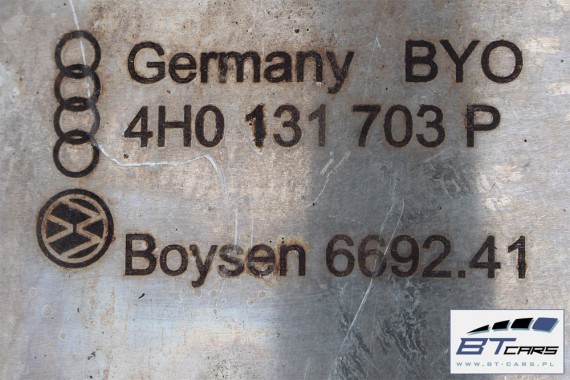 Germany BYO
4H0 131 703 P
Boysen 6692.41
BT CARS
WWW.BT-CARS.PL